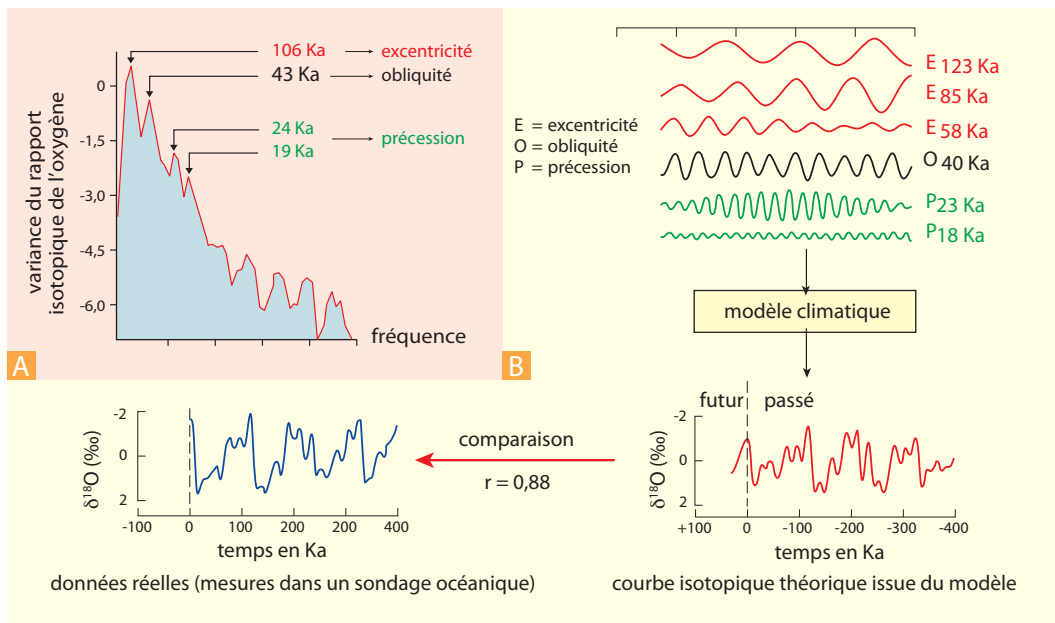 A
variance du rapport
isotopique de l'oxygène
0
-1,5
-3,0
-4,5
-6,0
106 Ka
excentricité
43 Ka
obliquité
24 Ka
19 Ka
précession
fréquence
B
E = excentricité
O = obliquité
P = précession
E 123 Ka
E 85 Ka
E 58 Ka
O 40 Ka
P 23 Ka
P 18 Ka
modèle climatique
futur
passé
δ¹⁸O (‰)
-2
0
2
+100 0 -100 -200 -300 -400
temps en Ka
courbe isotopique théorique issue du modèle
comparaison
r = 0,88
δ¹⁸O (‰)
-2
0
2
-100 0 100 200 200 400
temps en Ka
données réelles (mesures dans un sondage océanique)